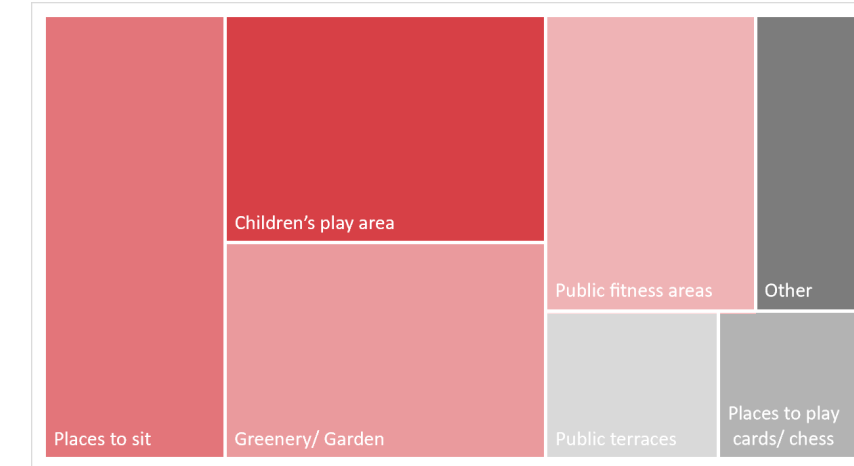 Children’s play area
Public fitness areas
Other
Places to sit
Greenery/ Garden
Public terraces
Places to play
cards/ chess